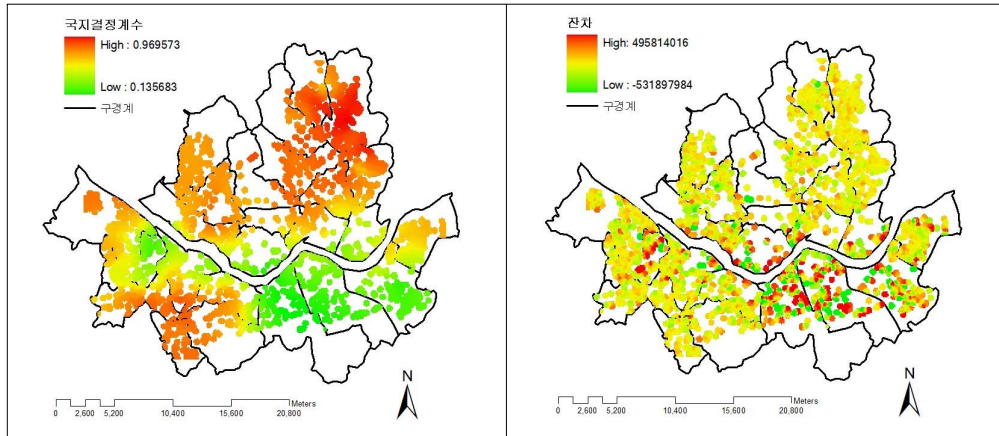 국지결정계수
High : 0.969573
Low : 0.135683
구경계
N
Meters
0 2,600 5,200 10,400 15,600 20,800
잔차
High: 495814016
Low : -531897984
구경계
N
Meters
0 2,600 5,200 10,400 15,600 20,800